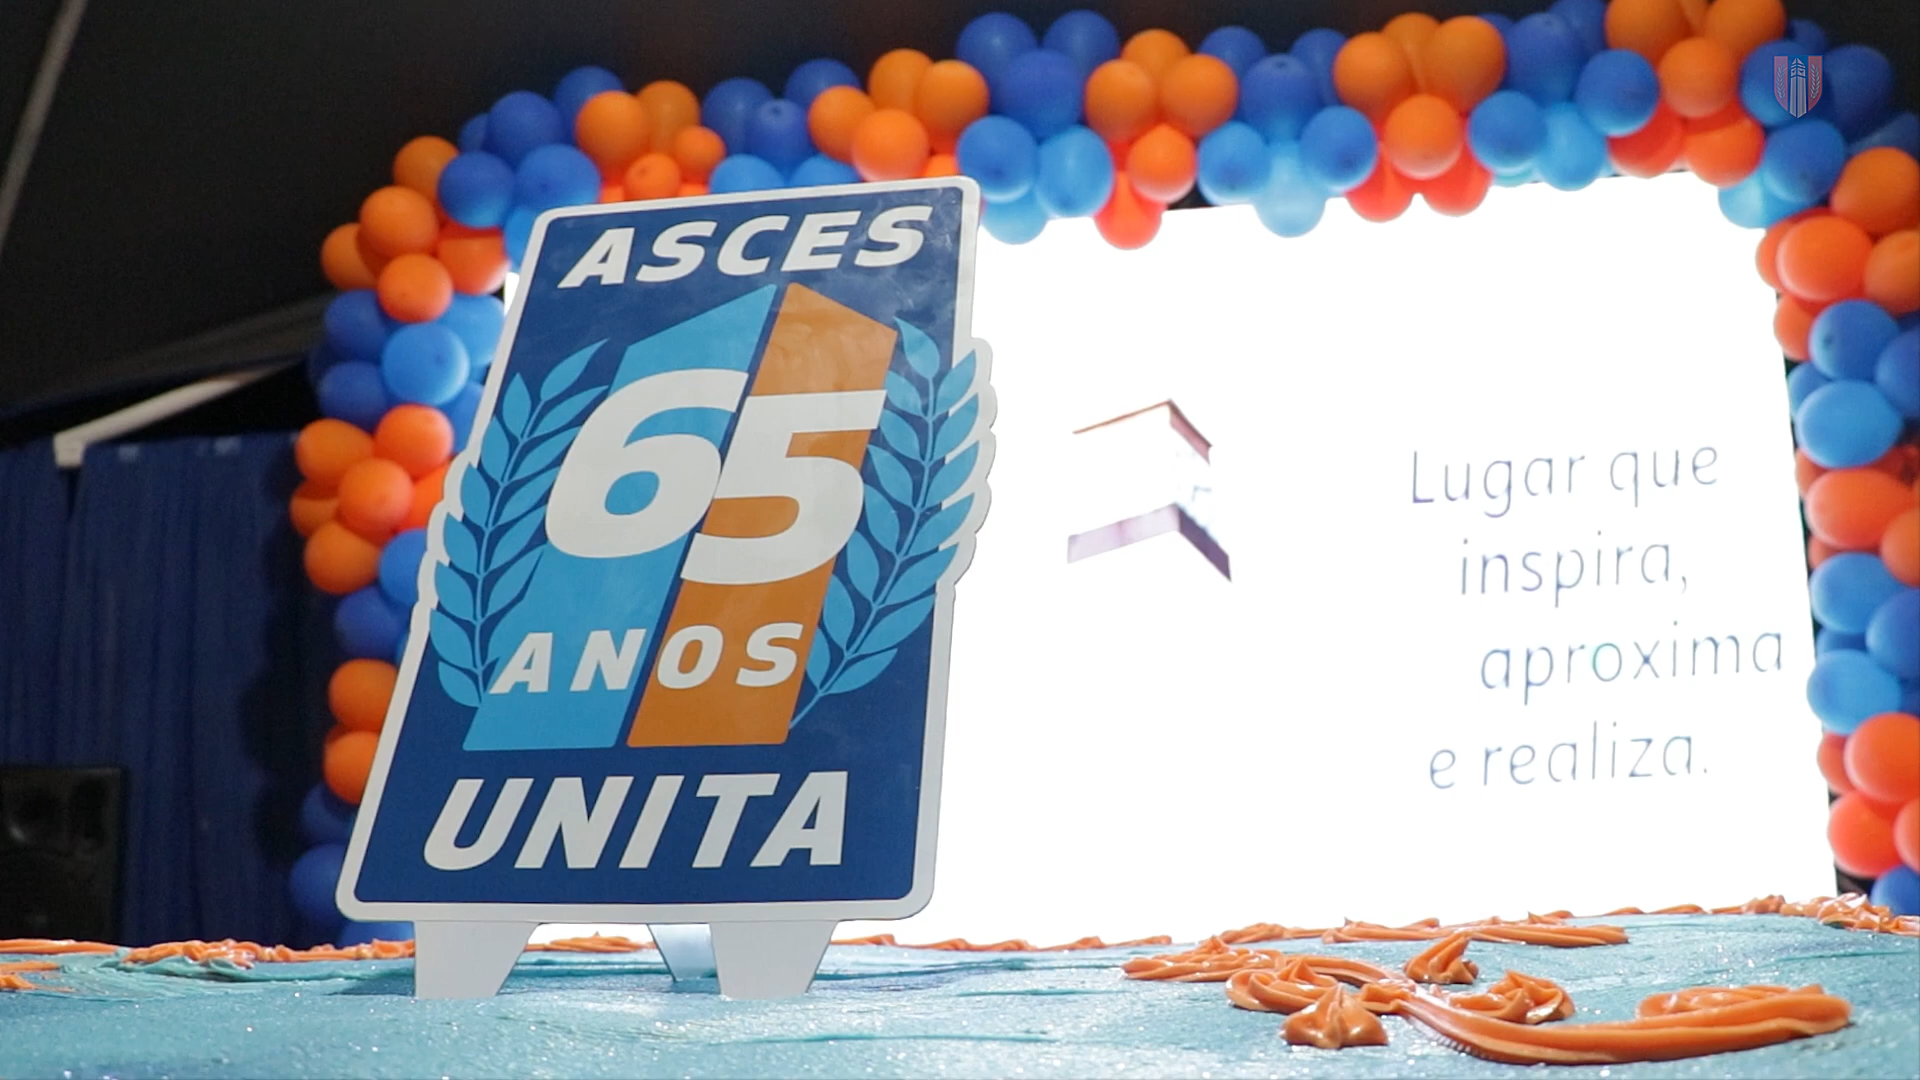 ASCES
65
ANOS
UNITA
Lugar que
inspira,
aproxima
e realiza.